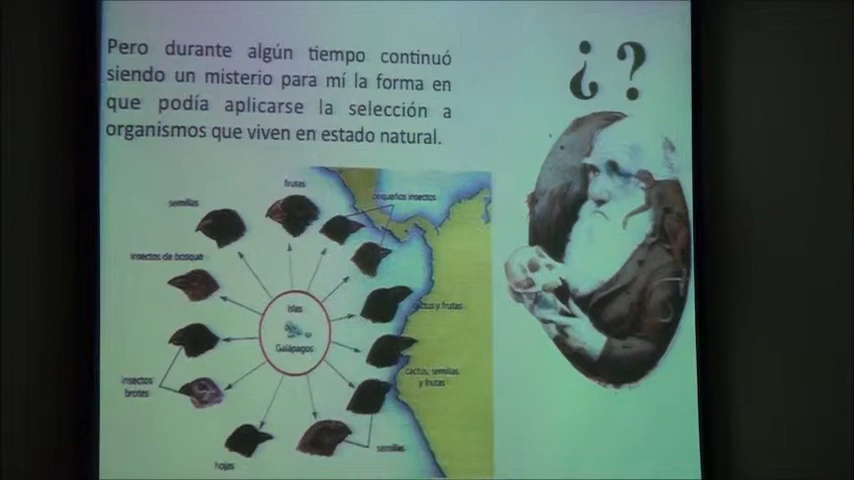 Pero durante algún tiempo continuó
siendo un misterio para mí la forma en
que podía aplicarse la selección a
organismos que viven en estado natural.
¿?
frutas
semillas
pequeños insectos
insectos de bosque
Islas
Galápagos
cactus y frutas
cactus, semillas
y frutas
insectos
brotes
semillas
hojas